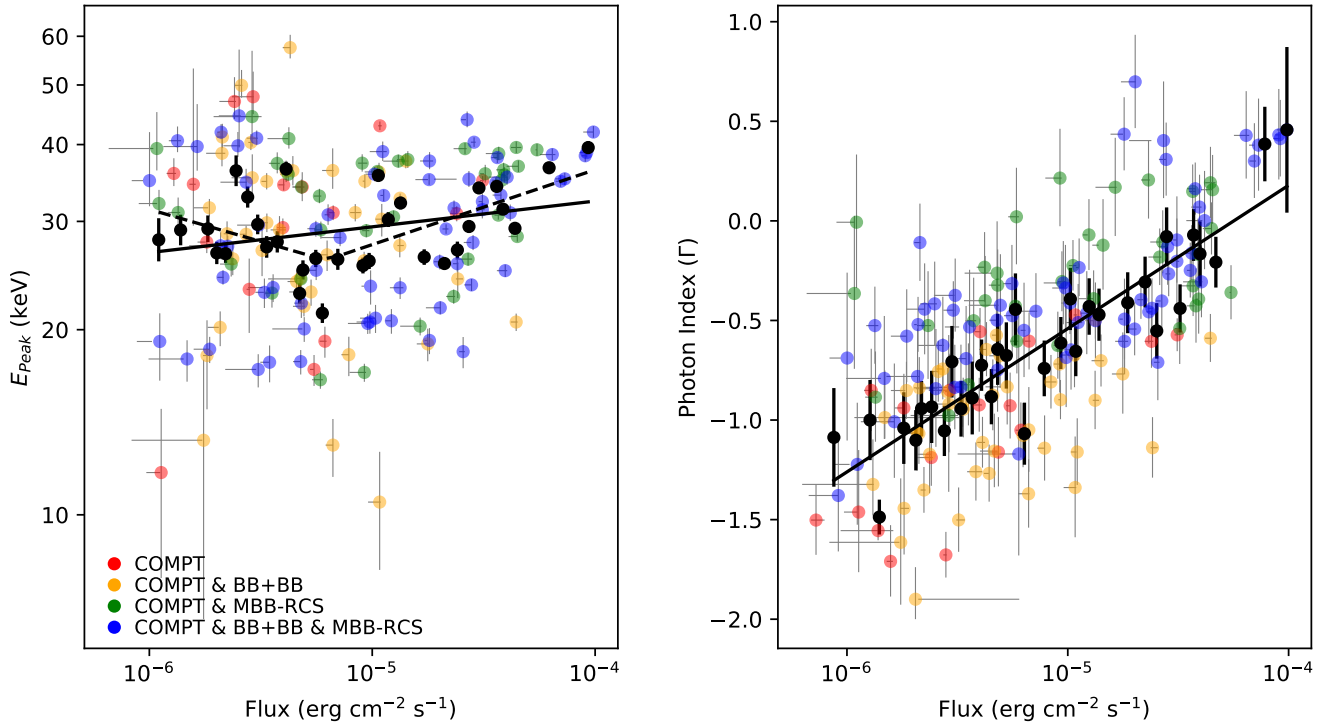 E_Peak (keV)
60
50
40
30
20
10
10⁻⁶
10⁻⁵
10⁻⁴
Flux (erg cm⁻² s⁻¹)
COMPT
COMPT & BB+BB
COMPT & MBB-RCS
COMPT & BB+BB & MBB-RCS
Photon Index (Γ)
1.0
0.5
0.0
−0.5
−1.0
−1.5
−2.0
10⁻⁶
10⁻⁵
10⁻⁴
Flux (erg cm⁻² s⁻¹)